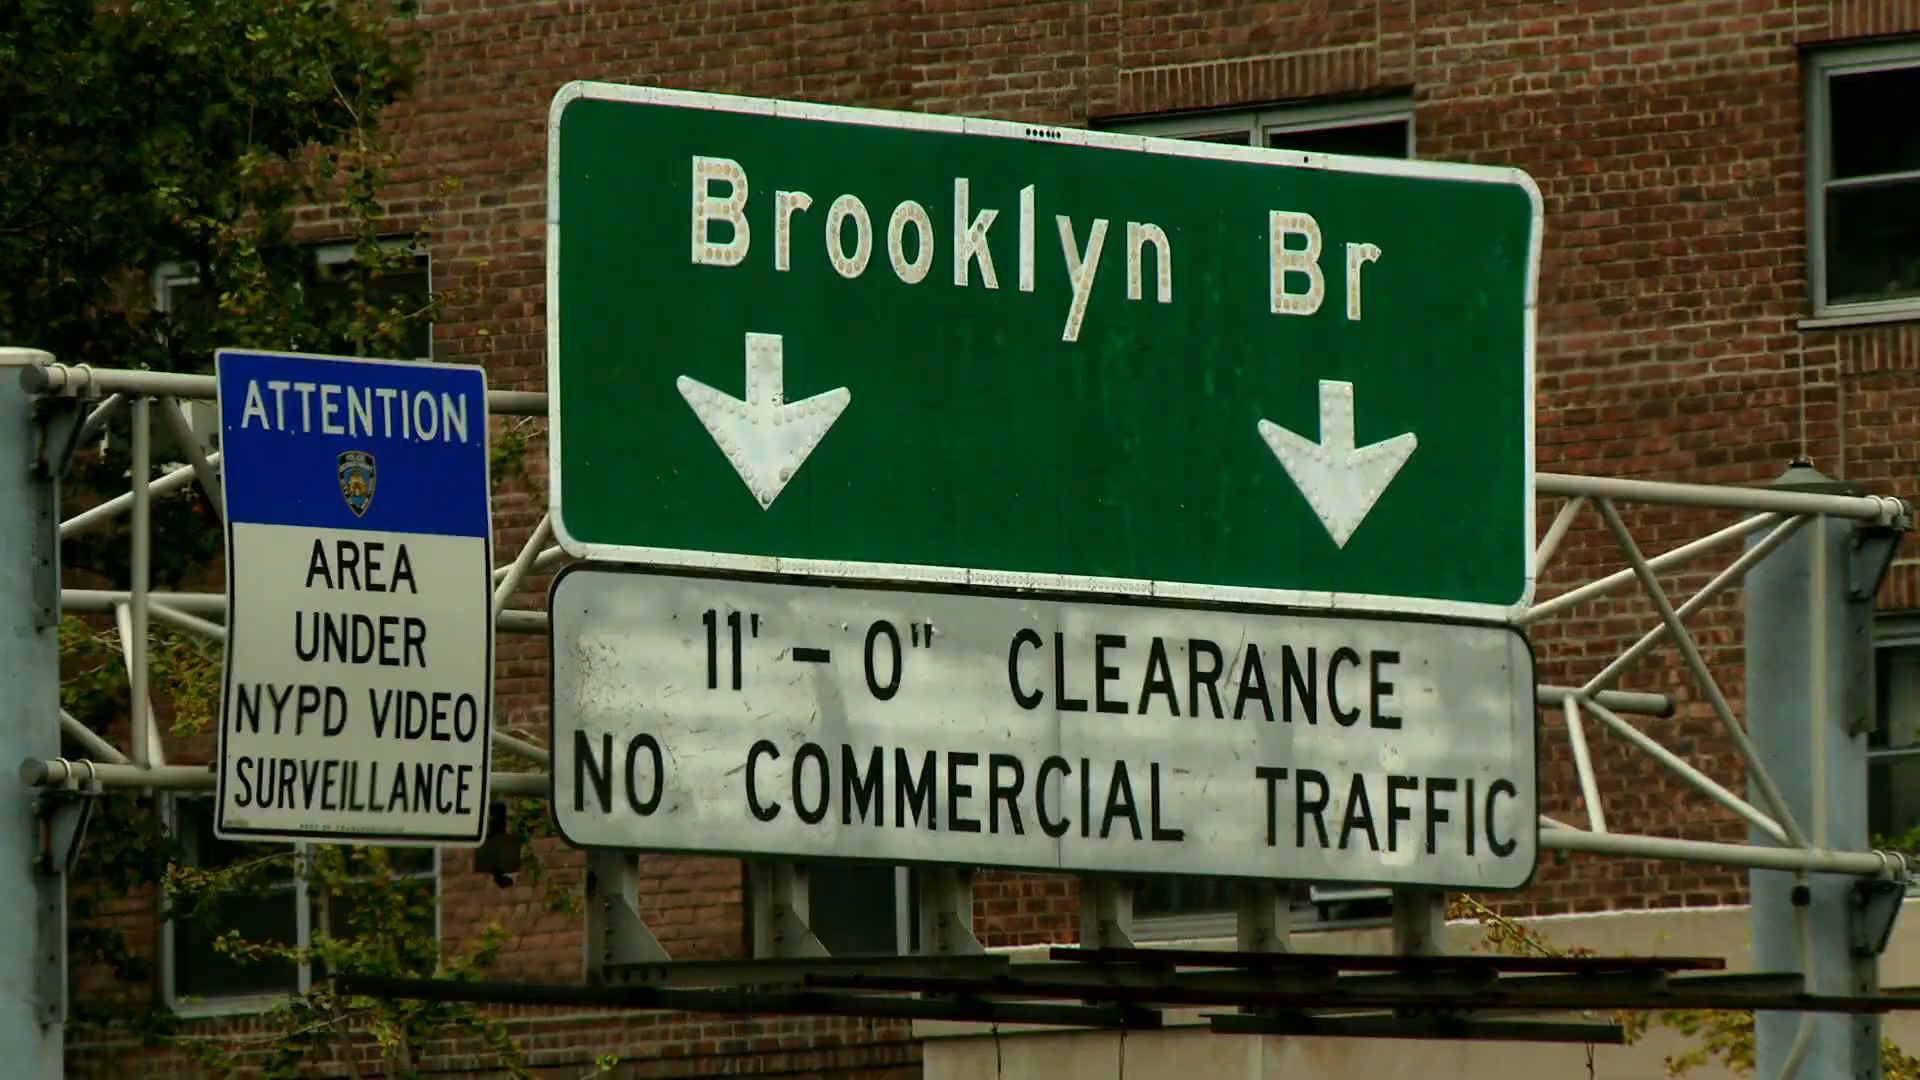 Brooklyn Br
11' – 0" CLEARANCE
NO COMMERCIAL TRAFFIC
ATTENTION
AREA
UNDER
NYPD VIDEO
SURVEILLANCE